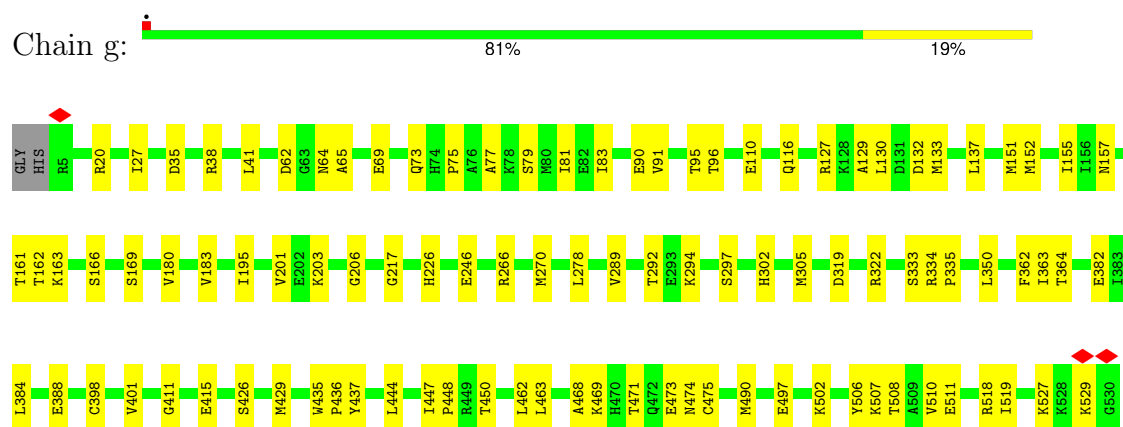 Chain g:
81% 19%
GLY HIS R5 R20 I27 D35 R38 L41 D62 G63 N64 A65 E69 Q73 H74 P75 A76 A77 K78 S79 M80 I81 E82 I83 E90 V91 T95 T96 E110 Q116 R127 K128 A129 L130 D131 D132 M133 L137 M151 M152 I155 I156 N157
T161 T162 K163 S166 S169 V180 V183 I195 V201 E202 K203 G206 G217 H226 E246 R266 M270 L278 V289 T292 E293 K294 S297 H302 M305 D319 R322 S333 R334 P335 L350 F362 I363 T364 E382 I383
L384 E388 C398 V401 G411 E415 S426 M429 W435 P436 Y437 L444 I447 P448 R449 T450 L462 L463 A468 K469 H470 T471 Q472 E473 N474 C475 M490 E497 K502 Y506 K507 T508 A509 V510 E511 R518 I519 K527 K528 K529 G530